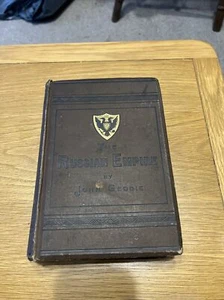 THE
RUSSIAN EMPIRE
BY
JOHN GEDDIE